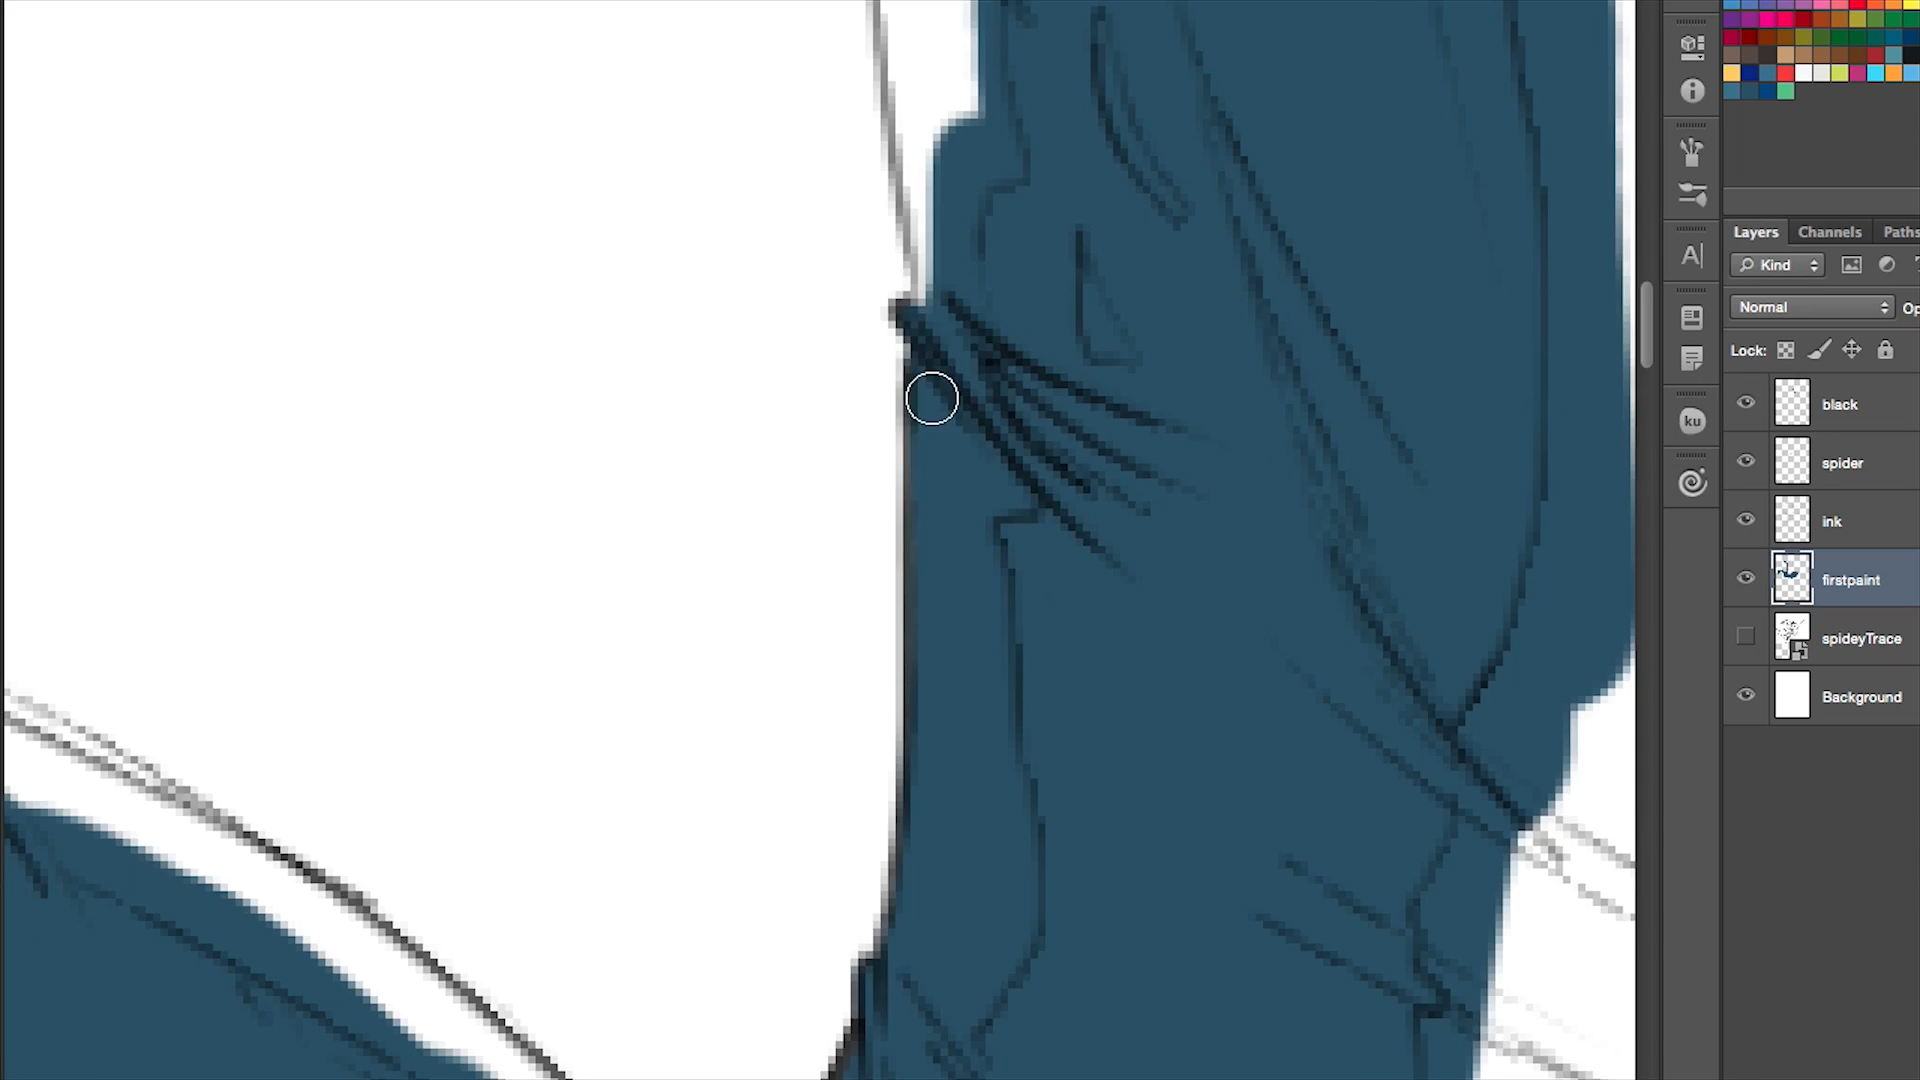 Layers Channels Paths
Kind
Normal Op
Lock:
black
spider
ink
firstpaint
spideyTrace
Background
A
ku